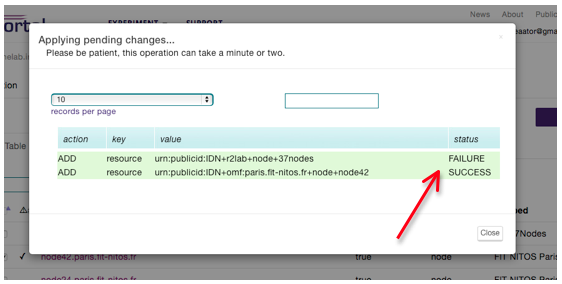 News About Public
ortal EXPERIMENT SUPPORT
Applying pending changes... ×
Please be patient, this operation can take a minute or two.
eaator@gma
nelab.i
tion
10
records per page
Table
action key value status
ADD resource urn:publicid:IDN+r2lab+node+37nodes FAILURE
ADD resource urn:publicid:IDN+omf:paris.fit-nitos.fr+node+node42 SUCCESS
Close
ped
37Nodes
node42.paris.fit-nitos.fr true node FIT NITOS Paris
node24.paris.fit-nitos.fr true node FIT NITOS Paris